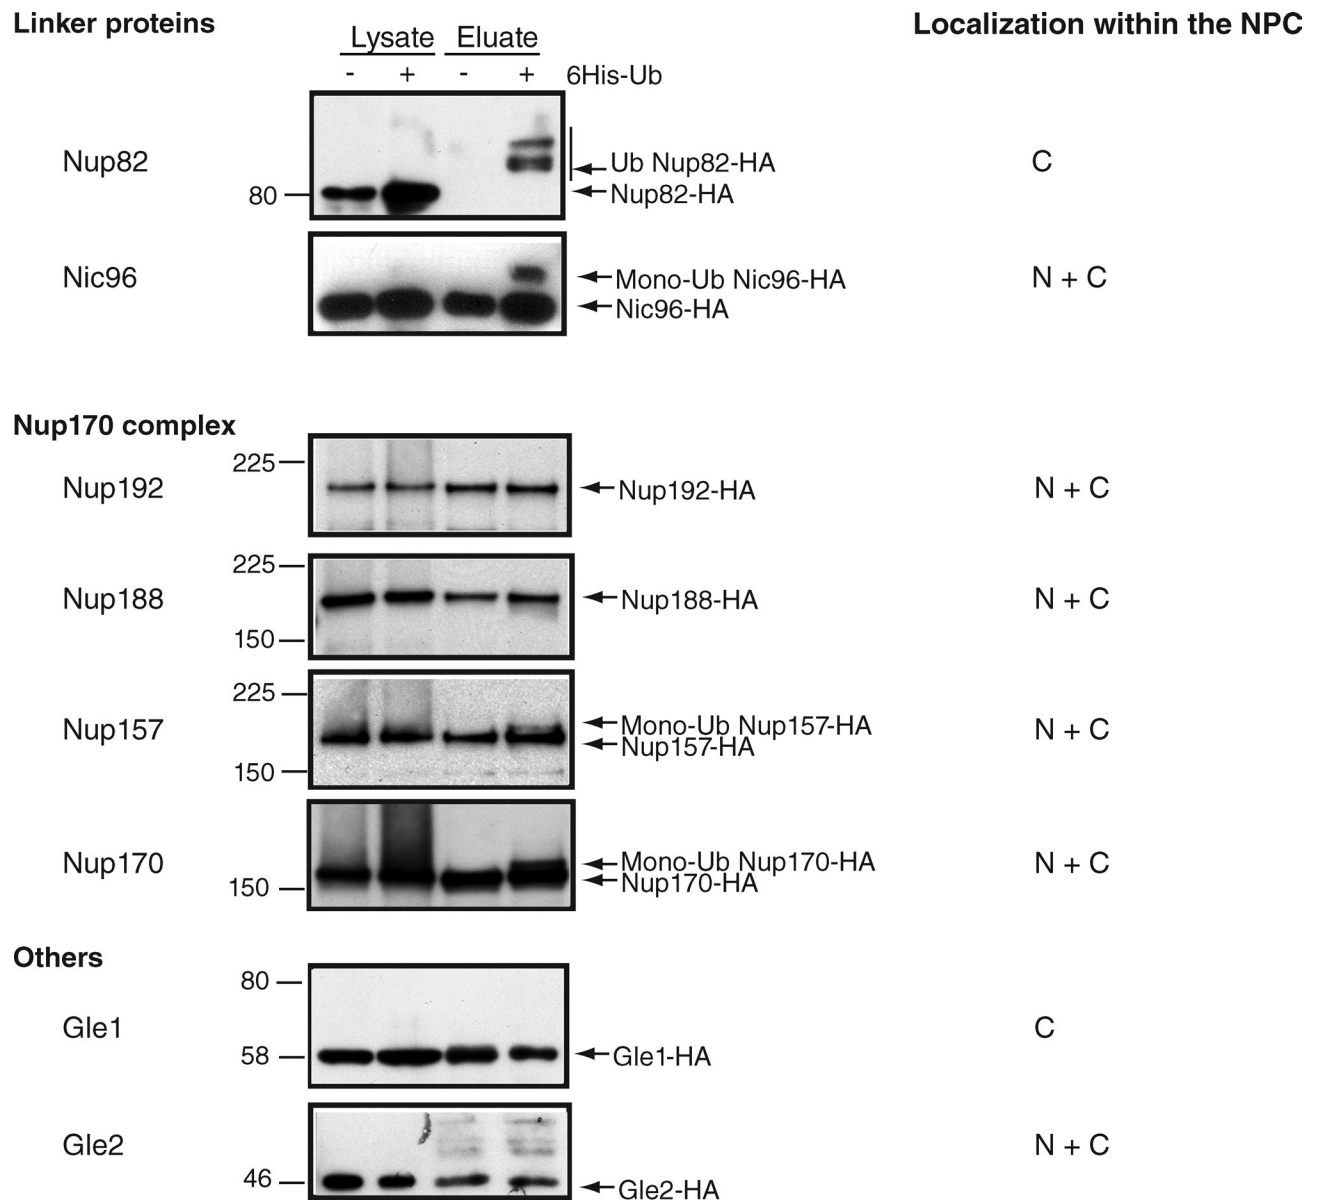 Linker proteins
Localization within the NPC
Lysate Eluate
- + - + 6His-Ub
Nup82
Ub Nup82-HA
C
80
Nup82-HA
Nic96
Mono-Ub Nic96-HA
N + C
Nic96-HA
Nup170 complex
225
Nup192
Nup192-HA
N + C
225
Nup188
Nup188-HA
N + C
150
225
Nup157
Mono-Ub Nup157-HA
N + C
Nup157-HA
150
Nup170
Mono-Ub Nup170-HA
N + C
150
Nup170-HA
Others
80
Gle1
C
58
Gle1-HA
Gle2
N + C
46
Gle2-HA